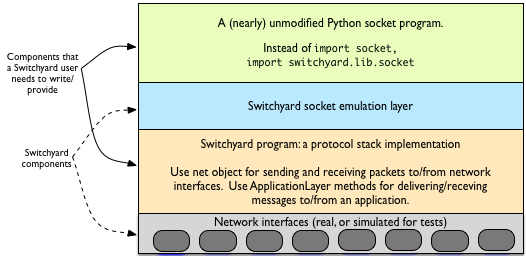 A (nearly) unmodified Python socket program.
Instead of import socket,
import switchyard.lib.socket
Components that
a Switchyard user
needs to write/
provide
Switchyard socket emulation layer
Switchyard
components
Switchyard program: a protocol stack implementation
Use net object for sending and receiving packets to/from network
interfaces. Use ApplicationLayer methods for delivering/receving
messages to/from an application.
Network interfaces (real, or simulated for tests)